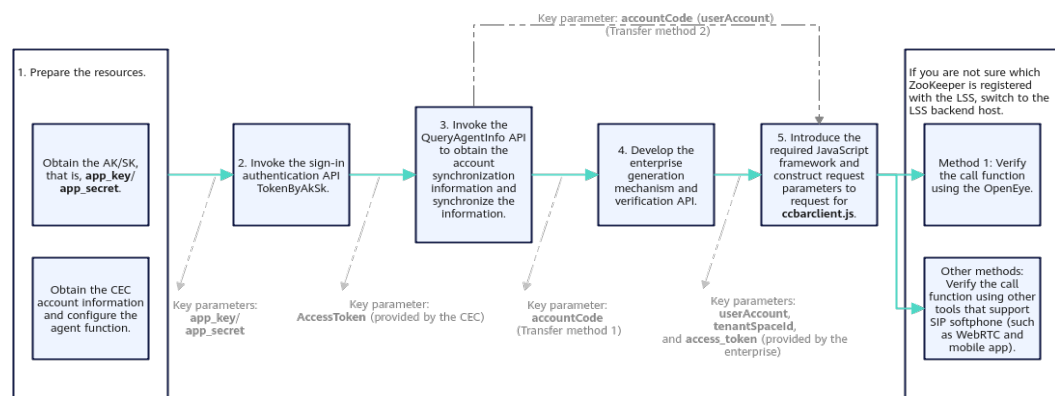 Key parameter: accountCode (userAccount)
(Transfer method 2)
1. Prepare the resources.
Obtain the AK/SK,
that is, app_key/
app_secret.
Obtain the CEC
account information
and configure the
agent function.
2. Invoke the sign-in
authentication API
TokenByAkSk.
3. Invoke the
QueryAgentInfo API
to obtain the
account
synchronization
information and
synchronize the
information.
4. Develop the
enterprise
generation
mechanism and
verification API.
5. Introduce the
required JavaScript
framework and
construct request
parameters to
request for
ccbarclient.js.
If you are not sure which
ZooKeeper is registered
with the LSS, switch to the
LSS backend host.
Method 1: Verify
the call function
using the OpenEye.
Other methods:
Verify the call
function using other
tools that support
SIP softphone (such
as WebRTC and
mobile app).
Key parameters:
app_key/
app_secret
Key parameter:
AccessToken (provided by the CEC)
Key parameter:
accountCode
(Transfer method 1)
Key parameters:
userAccount,
tenantSpaceId,
and access_token (provided by the
enterprise)